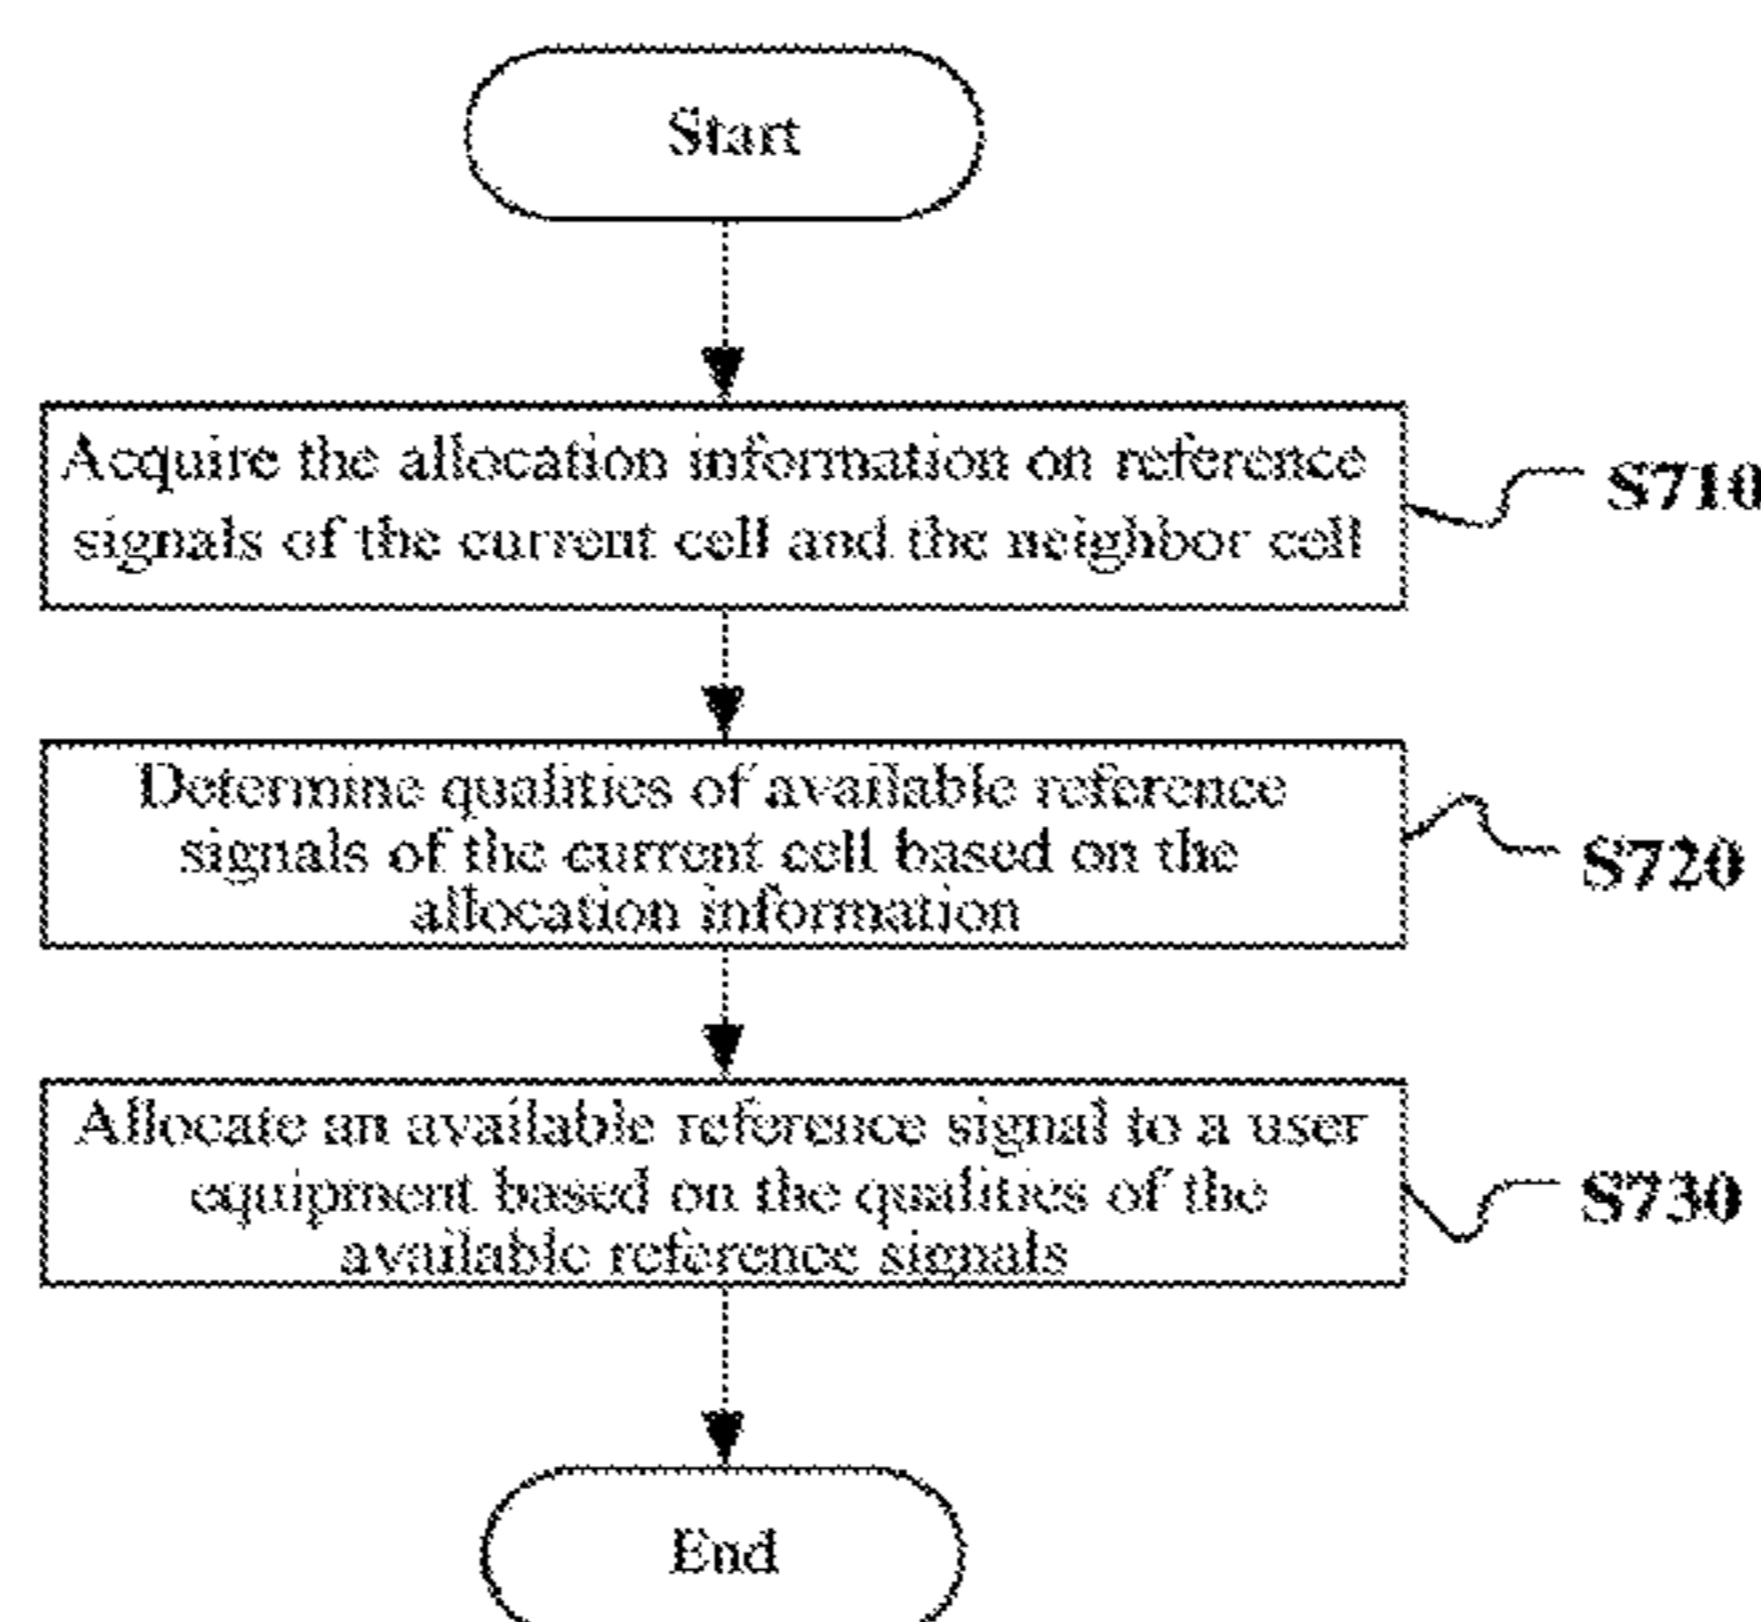 Start
Acquire the allocation information on reference
signals of the current cell and the neighbor cell
S710
Determine qualities of available reference
signals of the current cell based on the
allocation information
S720
Allocate an available reference signal to a user
equipment based on the qualities of the
available reference signals
S730
End